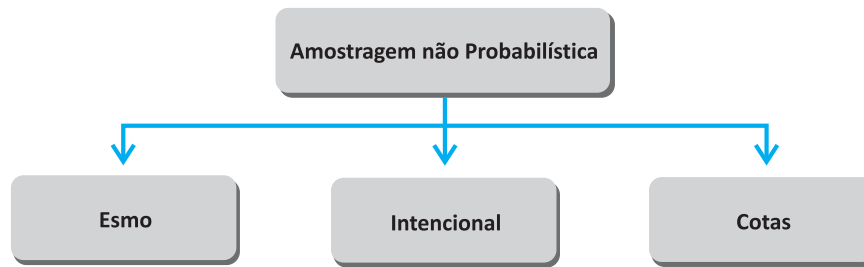 Amostragem não Probabilística
Esmo
Intencional
Cotas